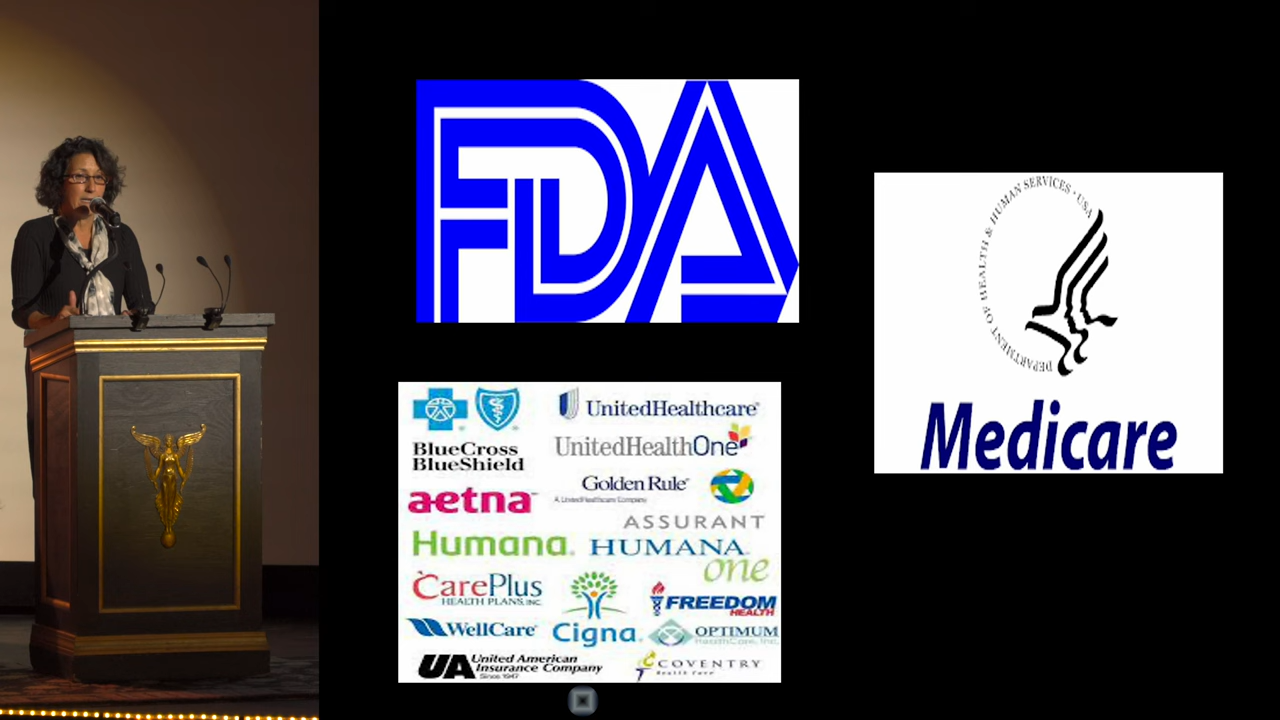 FDA
DEPARTMENT OF HEALTH & HUMAN SERVICES · USA
Medicare
BlueCross
BlueShield
UnitedHealthcare®
UnitedHealthOne
aetna™
Golden Rule®
A UnitedHealthcare Company
ASSURANT
Humana®
HUMANA
one
CarePlus
HEALTH PLANS, INC.
FREEDOM
HEALTH
WellCare®
Cigna®
OPTIMUM
HealthCare, Inc.
UA United American
Insurance Company
Since 1947
COVENTRY
Health Care